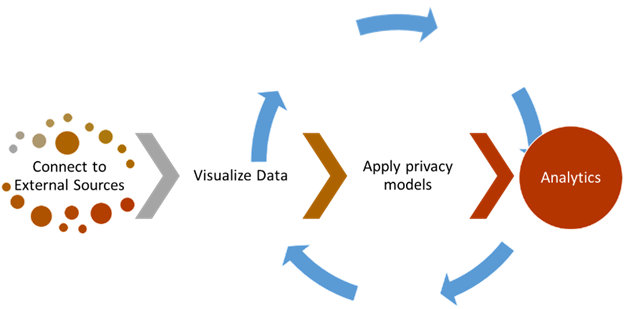 Connect to
External Sources
Visualize Data
Apply privacy
models
Analytics